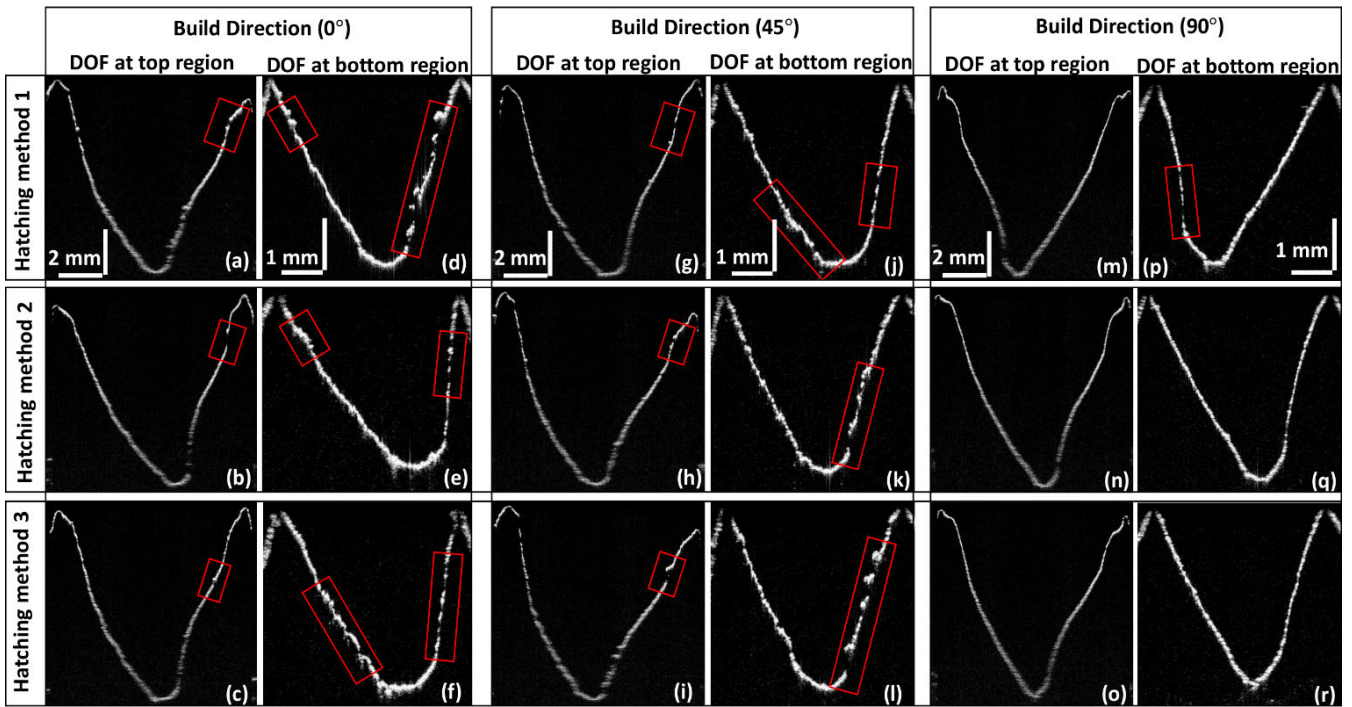 Build Direction (0°)
Build Direction (45°)
Build Direction (90°)
DOF at top region
DOF at bottom region
DOF at top region
DOF at bottom region
DOF at top region
DOF at bottom region
Hatching method 1
2 mm
(a)
1 mm
(d)
2 mm
(g)
1 mm
(j)
2 mm
(m)
(p)
1 mm
Hatching method 2
(b)
(e)
(h)
(k)
(n)
(q)
Hatching method 3
(c)
(f)
(i)
(l)
(o)
(r)